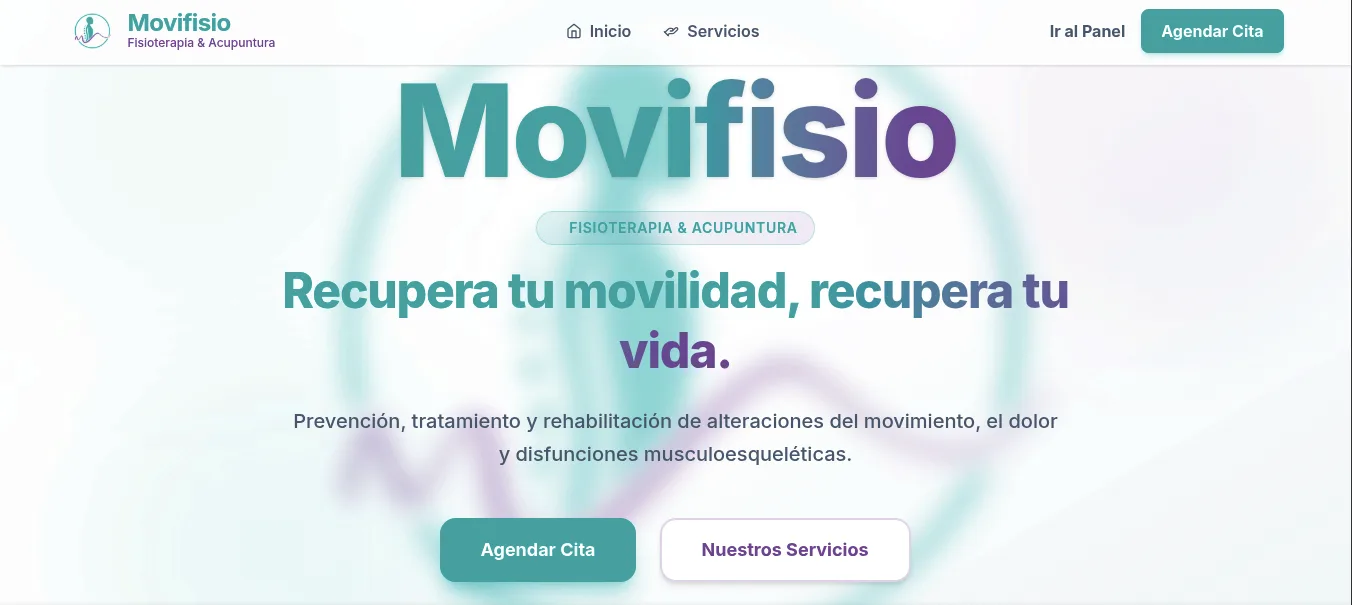 Movifisio
Fisioterapia & Acupuntura
Inicio
Servicios
Ir al Panel
Agendar Cita
Movifisio
FISIOTERAPIA & ACUPUNTURA
Recupera tu movilidad, recupera tu
vida.
Prevención, tratamiento y rehabilitación de alteraciones del movimiento, el dolor
y disfunciones musculoesqueléticas.
Agendar Cita
Nuestros Servicios